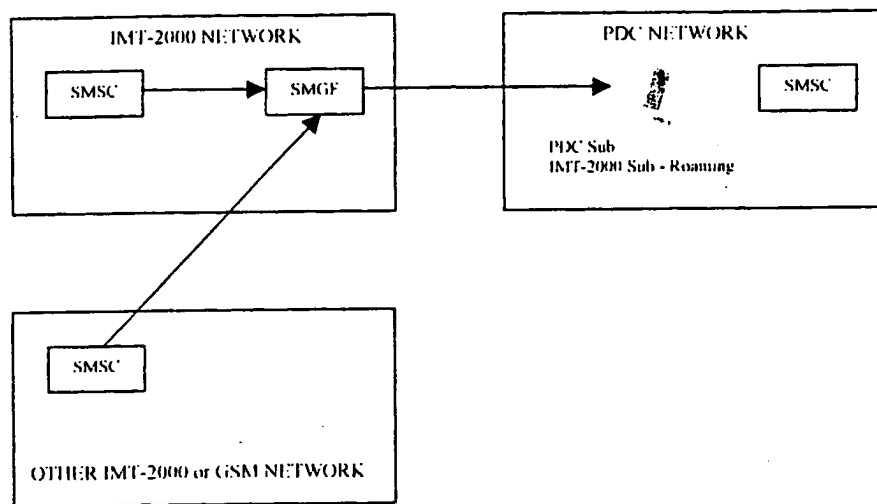 IMT-2000 NETWORK
SMSC
SMGF
PDC NETWORK
SMSC
PDC Sub
IMT-2000 Sub - Roaming
SMSC
OTHER IMT-2000 or GSM NETWORK